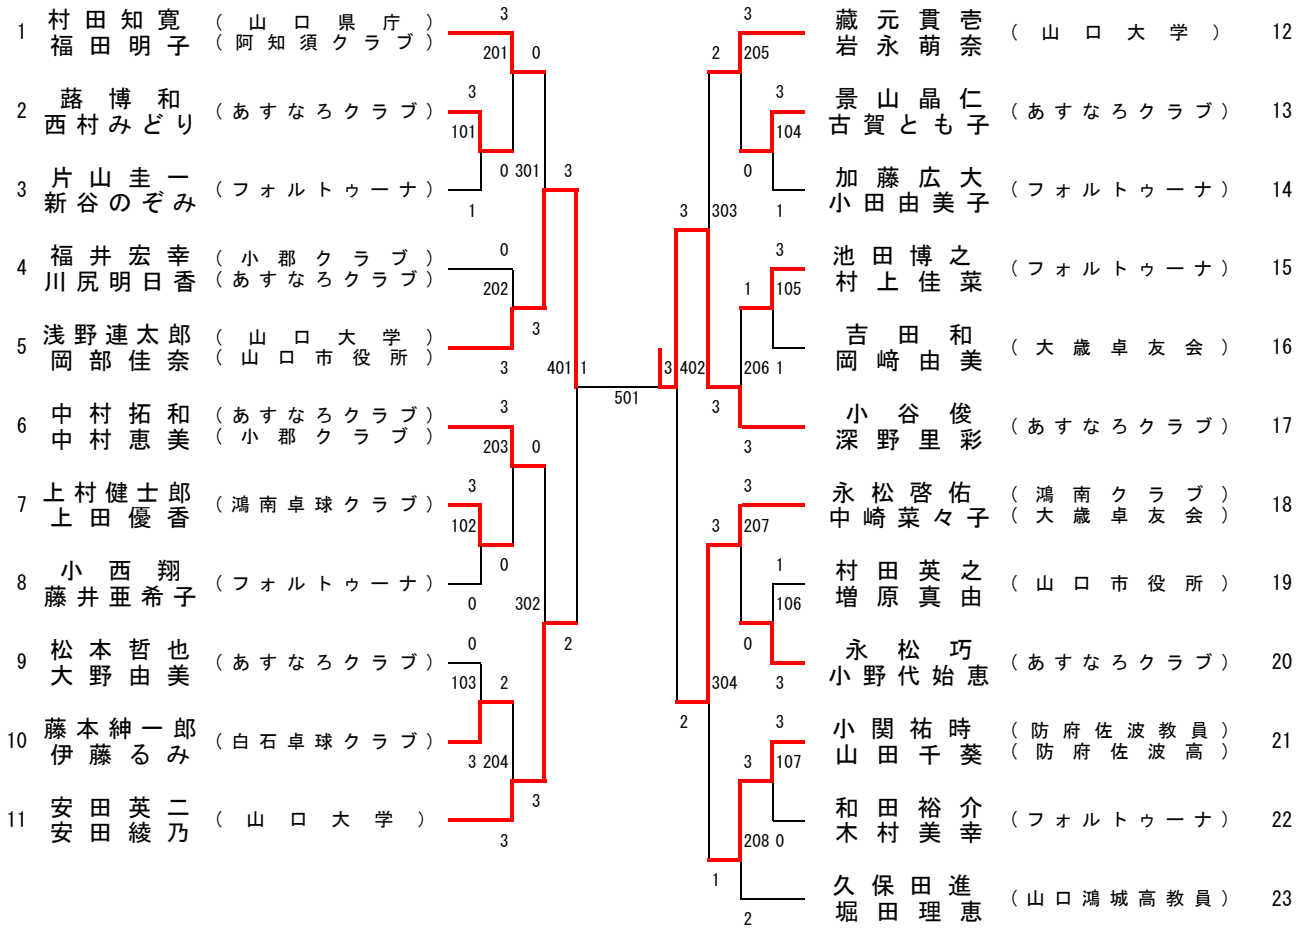 1 村田知寛 (山口県庁)
福田明子 (阿知須クラブ)
2 蕗博和 (あすなろクラブ)
西村みどり
3 片山圭一 (フォルトゥーナ)
新谷のぞみ
4 福井宏幸 (小郡クラブ)
川尻明日香 (あすなろクラブ)
5 浅野連太郎 (山口大学)
岡部佳奈 (山口市役所)
6 中村拓和 (あすなろクラブ)
中村恵美 (小郡クラブ)
7 上村健士郎 (鴻南卓球クラブ)
上田優香
8 小西翔 (フォルトゥーナ)
藤井亜希子
9 松本哲也 (あすなろクラブ)
大野由美
10 藤本紳一郎 (白石卓球クラブ)
伊藤るみ
11 安田英二 (山口大学)
安田綾乃
3
201 0
3
101
0 301 3
1
0
202
3
3 401 1
3
203 0
3
102
0
0 302
0 2
103 2
3 204
3
3
501
3
2 205
3
104
0
3 303 1
3
1 105
3 402 206 1
3
3
3
3 207
1
106
0
304 3
2 3
3 107
208 0
1
2
藏元貫壱 (山口大学) 12
岩永萌奈
景山晶仁 (あすなろクラブ) 13
古賀とも子
加藤広大 (フォルトゥーナ) 14
小田由美子
池田博之 (フォルトゥーナ) 15
村上佳菜
吉田和 (大歳卓友会) 16
岡﨑由美
小谷俊 (あすなろクラブ) 17
深野里彩
永松啓佑 (鴻南クラブ) 18
中崎菜々子 (大歳卓友会)
村田英之 (山口市役所) 19
増原真由
永松巧 (あすなろクラブ) 20
小野代始恵
小関祐時 (防府佐波教員) 21
山田千葵 (防府佐波高)
和田裕介 (フォルトゥーナ) 22
木村美幸
久保田進 (山口鴻城高教員) 23
堀田理恵